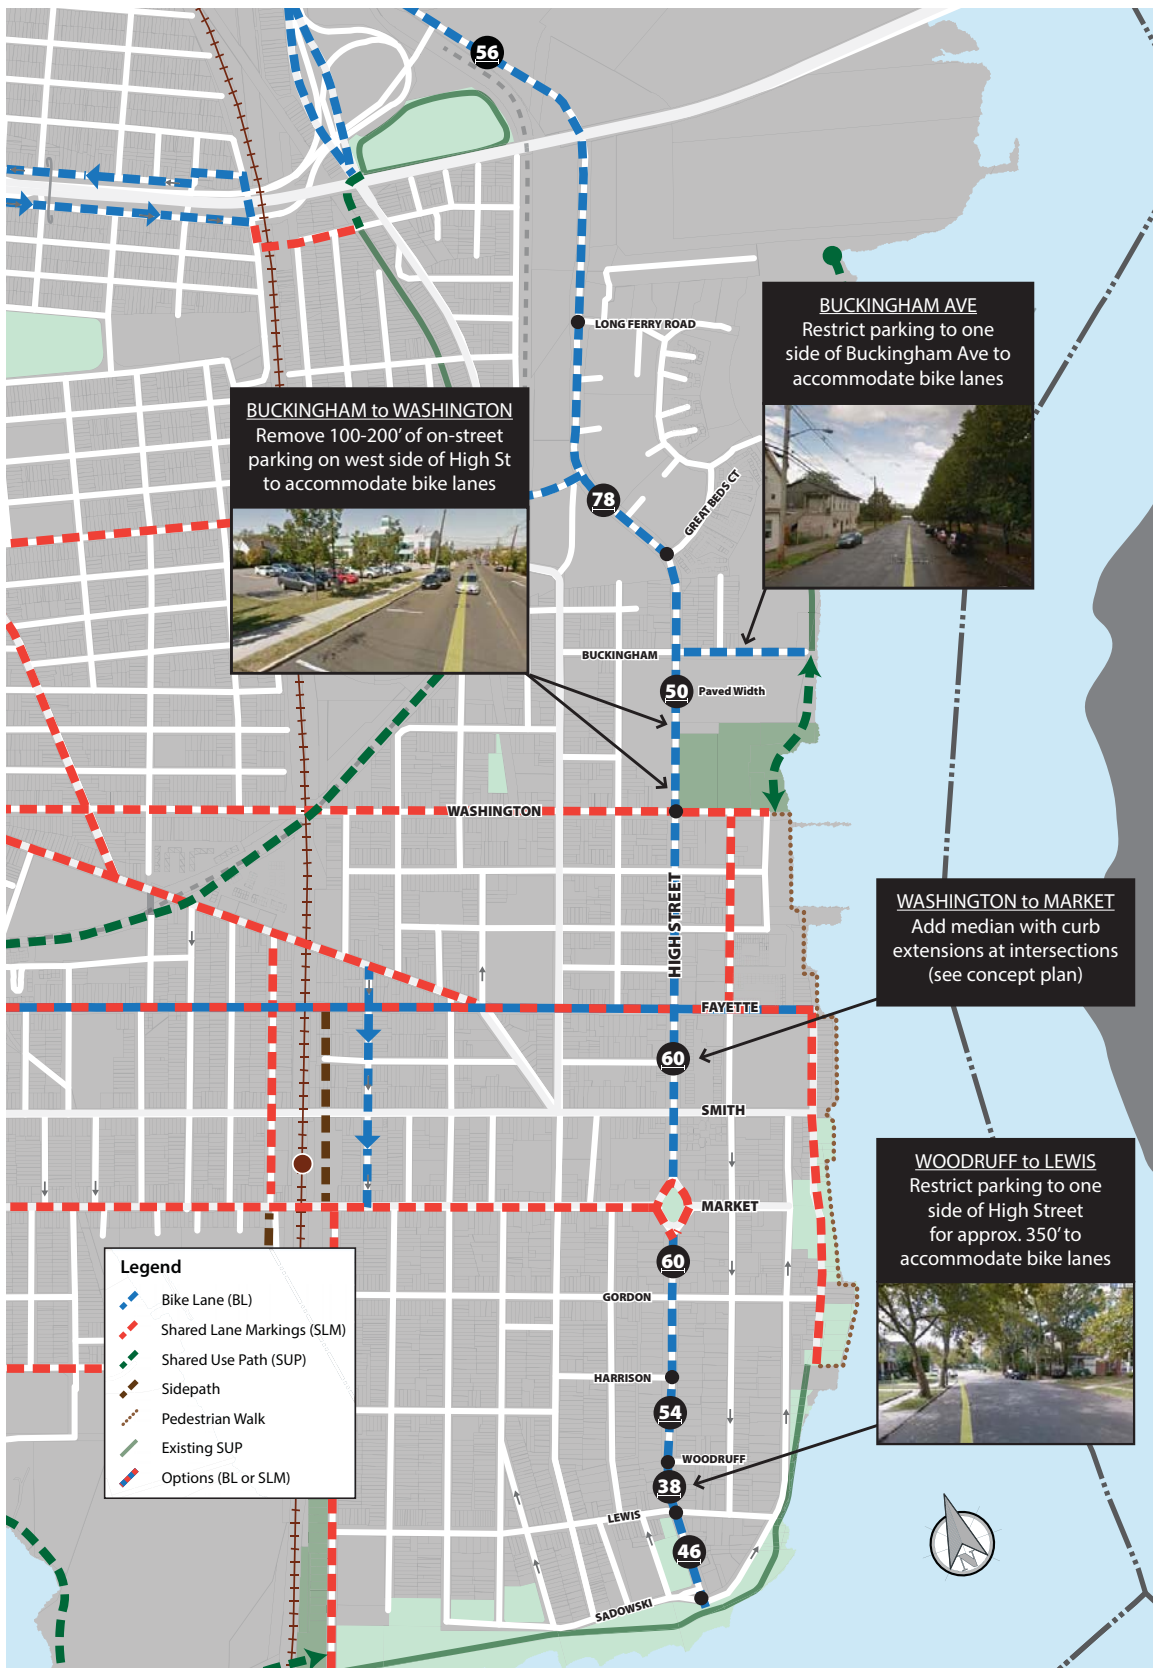 56
LONG FERRY ROAD
BUCKINGHAM AVE
Restrict parking to one
side of Buckingham Ave to
accommodate bike lanes
BUCKINGHAM to WASHINGTON
Remove 100-200' of on-street
parking on west side of High St
to accommodate bike lanes
78
GREAT BEDS CT
BUCKINGHAM
50
Paved Width
WASHINGTON
HIGH STREET
WASHINGTON to MARKET
Add median with curb
extensions at intersections
(see concept plan)
FAYETTE
60
SMITH
WOODRUFF to LEWIS
Restrict parking to one
side of High Street
for approx. 350' to
accommodate bike lanes
MARKET
60
GORDON
HARRISON
54
WOODRUFF
38
LEWIS
46
SADOWSKI
Legend
Bike Lane (BL)
Shared Lane Markings (SLM)
Shared Use Path (SUP)
Sidepath
Pedestrian Walk
Existing SUP
Options (BL or SLM)
N